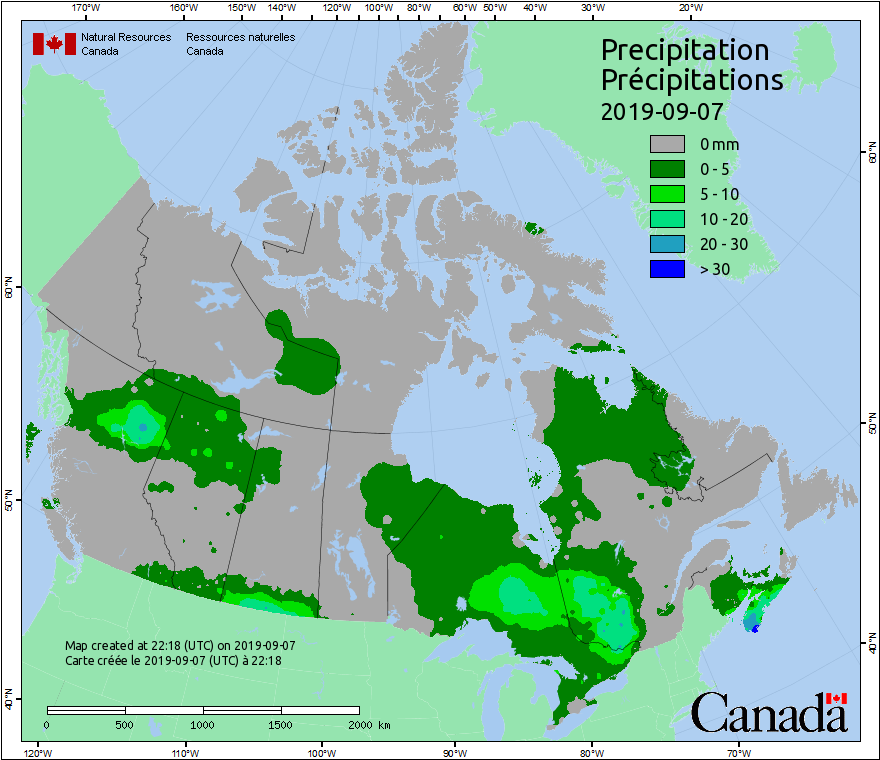 170°W 160°W 150°W 140°W 120°W 100°W 80°W 60°W 50°W 40°W 30°W 20°W
Natural Resources Ressources naturelles
Canada Canada
Precipitation
Précipitations
2019-09-07
0 mm
0 - 5
5 - 10
10 - 20
20 - 30
> 30
60°N
60°N
50°N
50°N
40°N
40°N
Map created at 22:18 (UTC) on 2019-09-07
Carte créée le 2019-09-07 (UTC) à 22:18
0 500 1000 1500 2000 km
Canada
120°W 110°W 100°W 90°W 80°W 70°W